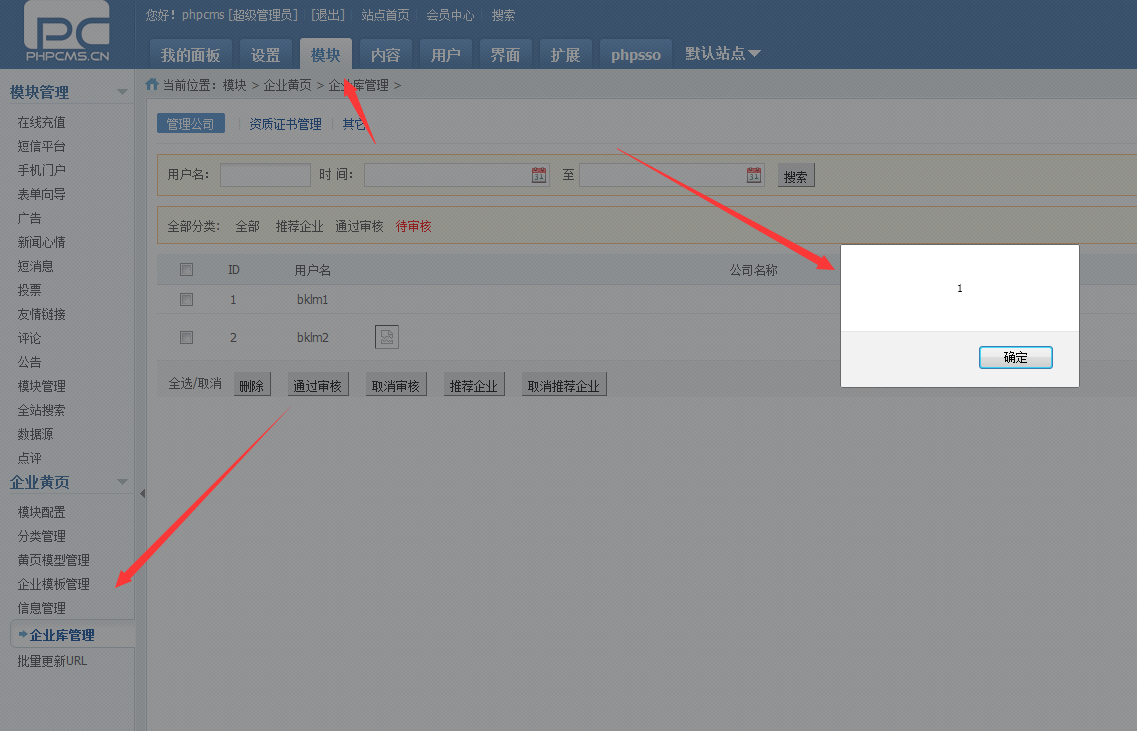 PC
PHPCMS.CN
您好！phpcms [超级管理员] [退出] 站点首页 会员中心 搜索
我的面板 设置 模块 内容 用户 界面 扩展 phpsso 默认站点
当前位置：模块 > 企业黄页 > 企业库管理 >
模块管理
在线充值
短信平台
手机门户
表单向导
广告
新闻心情
短消息
投票
友情链接
评论
公告
模块管理
全站搜索
数据源
点评
企业黄页
模块配置
分类管理
黄页模型管理
企业模板管理
信息管理
企业库管理
批量更新URL
管理公司 资质证书管理 其它
用户名： 时 间： 31 至 31 搜索
全部分类： 全部 推荐企业 通过审核 待审核
ID 用户名 公司名称
1 bklm1
2 bklm2
全选/取消 删除 通过审核 取消审核 推荐企业 取消推荐企业
1
确定